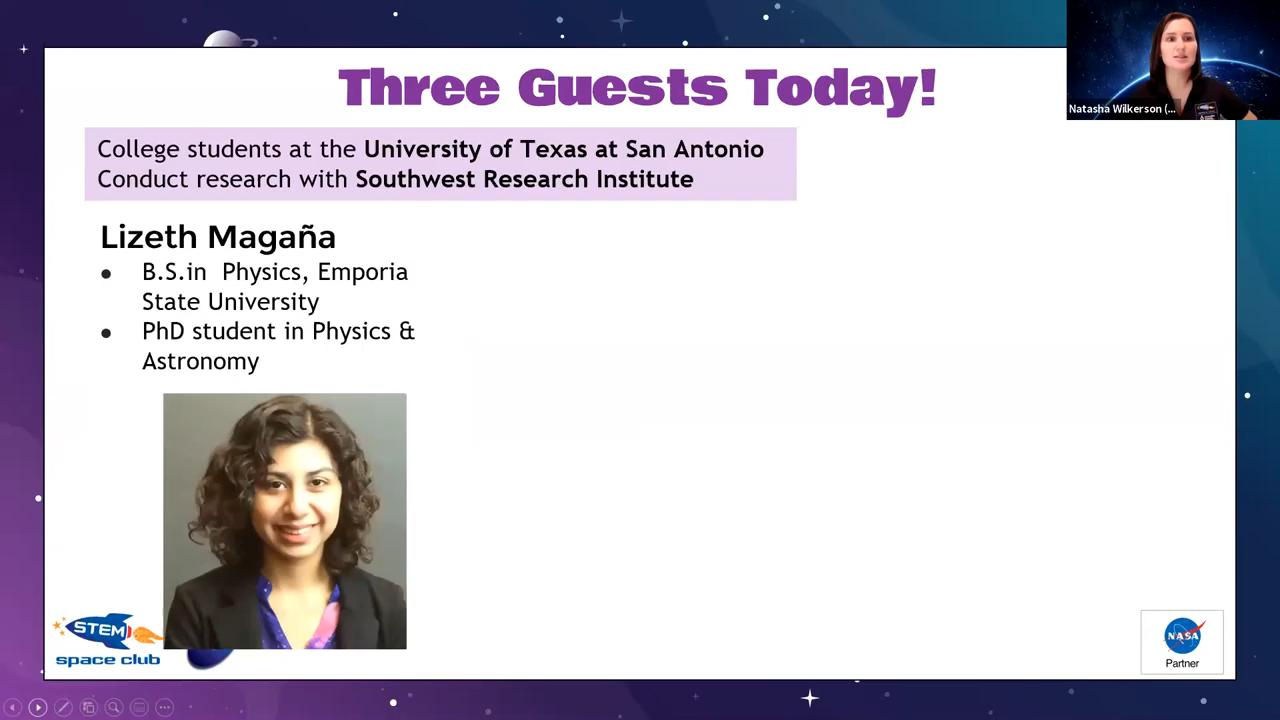 Three Guests Today!
Natasha Wilkerson (...
College students at the University of Texas at San Antonio
Conduct research with Southwest Research Institute
Lizeth Magaña
• B.S.in Physics, Emporia
State University
• PhD student in Physics &
Astronomy
STEM
space club
NASA
Partner